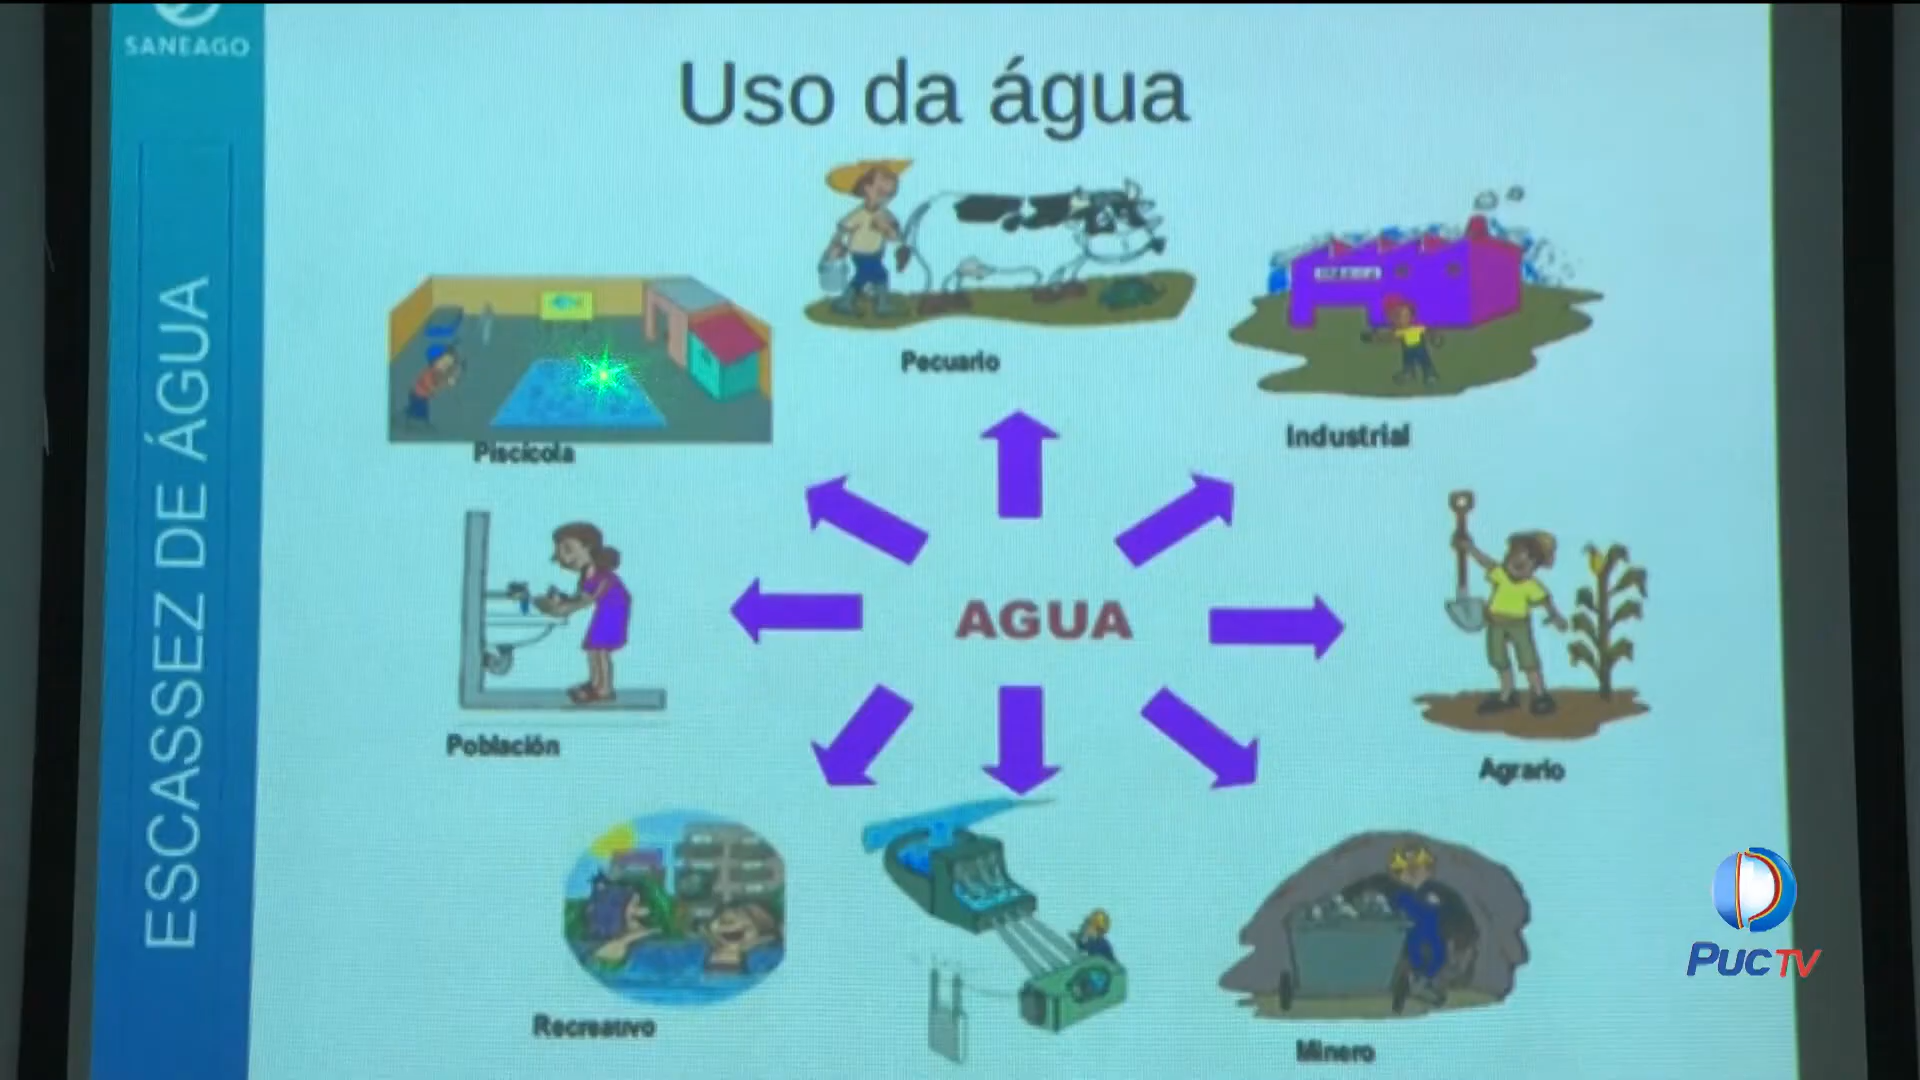 SANEAGO
ESCASSEZ DE ÁGUA
Uso da água
Pecuario
Industrial
Piscícola
AGUA
Población
Agrario
Recreativo
Minero
PUC TV